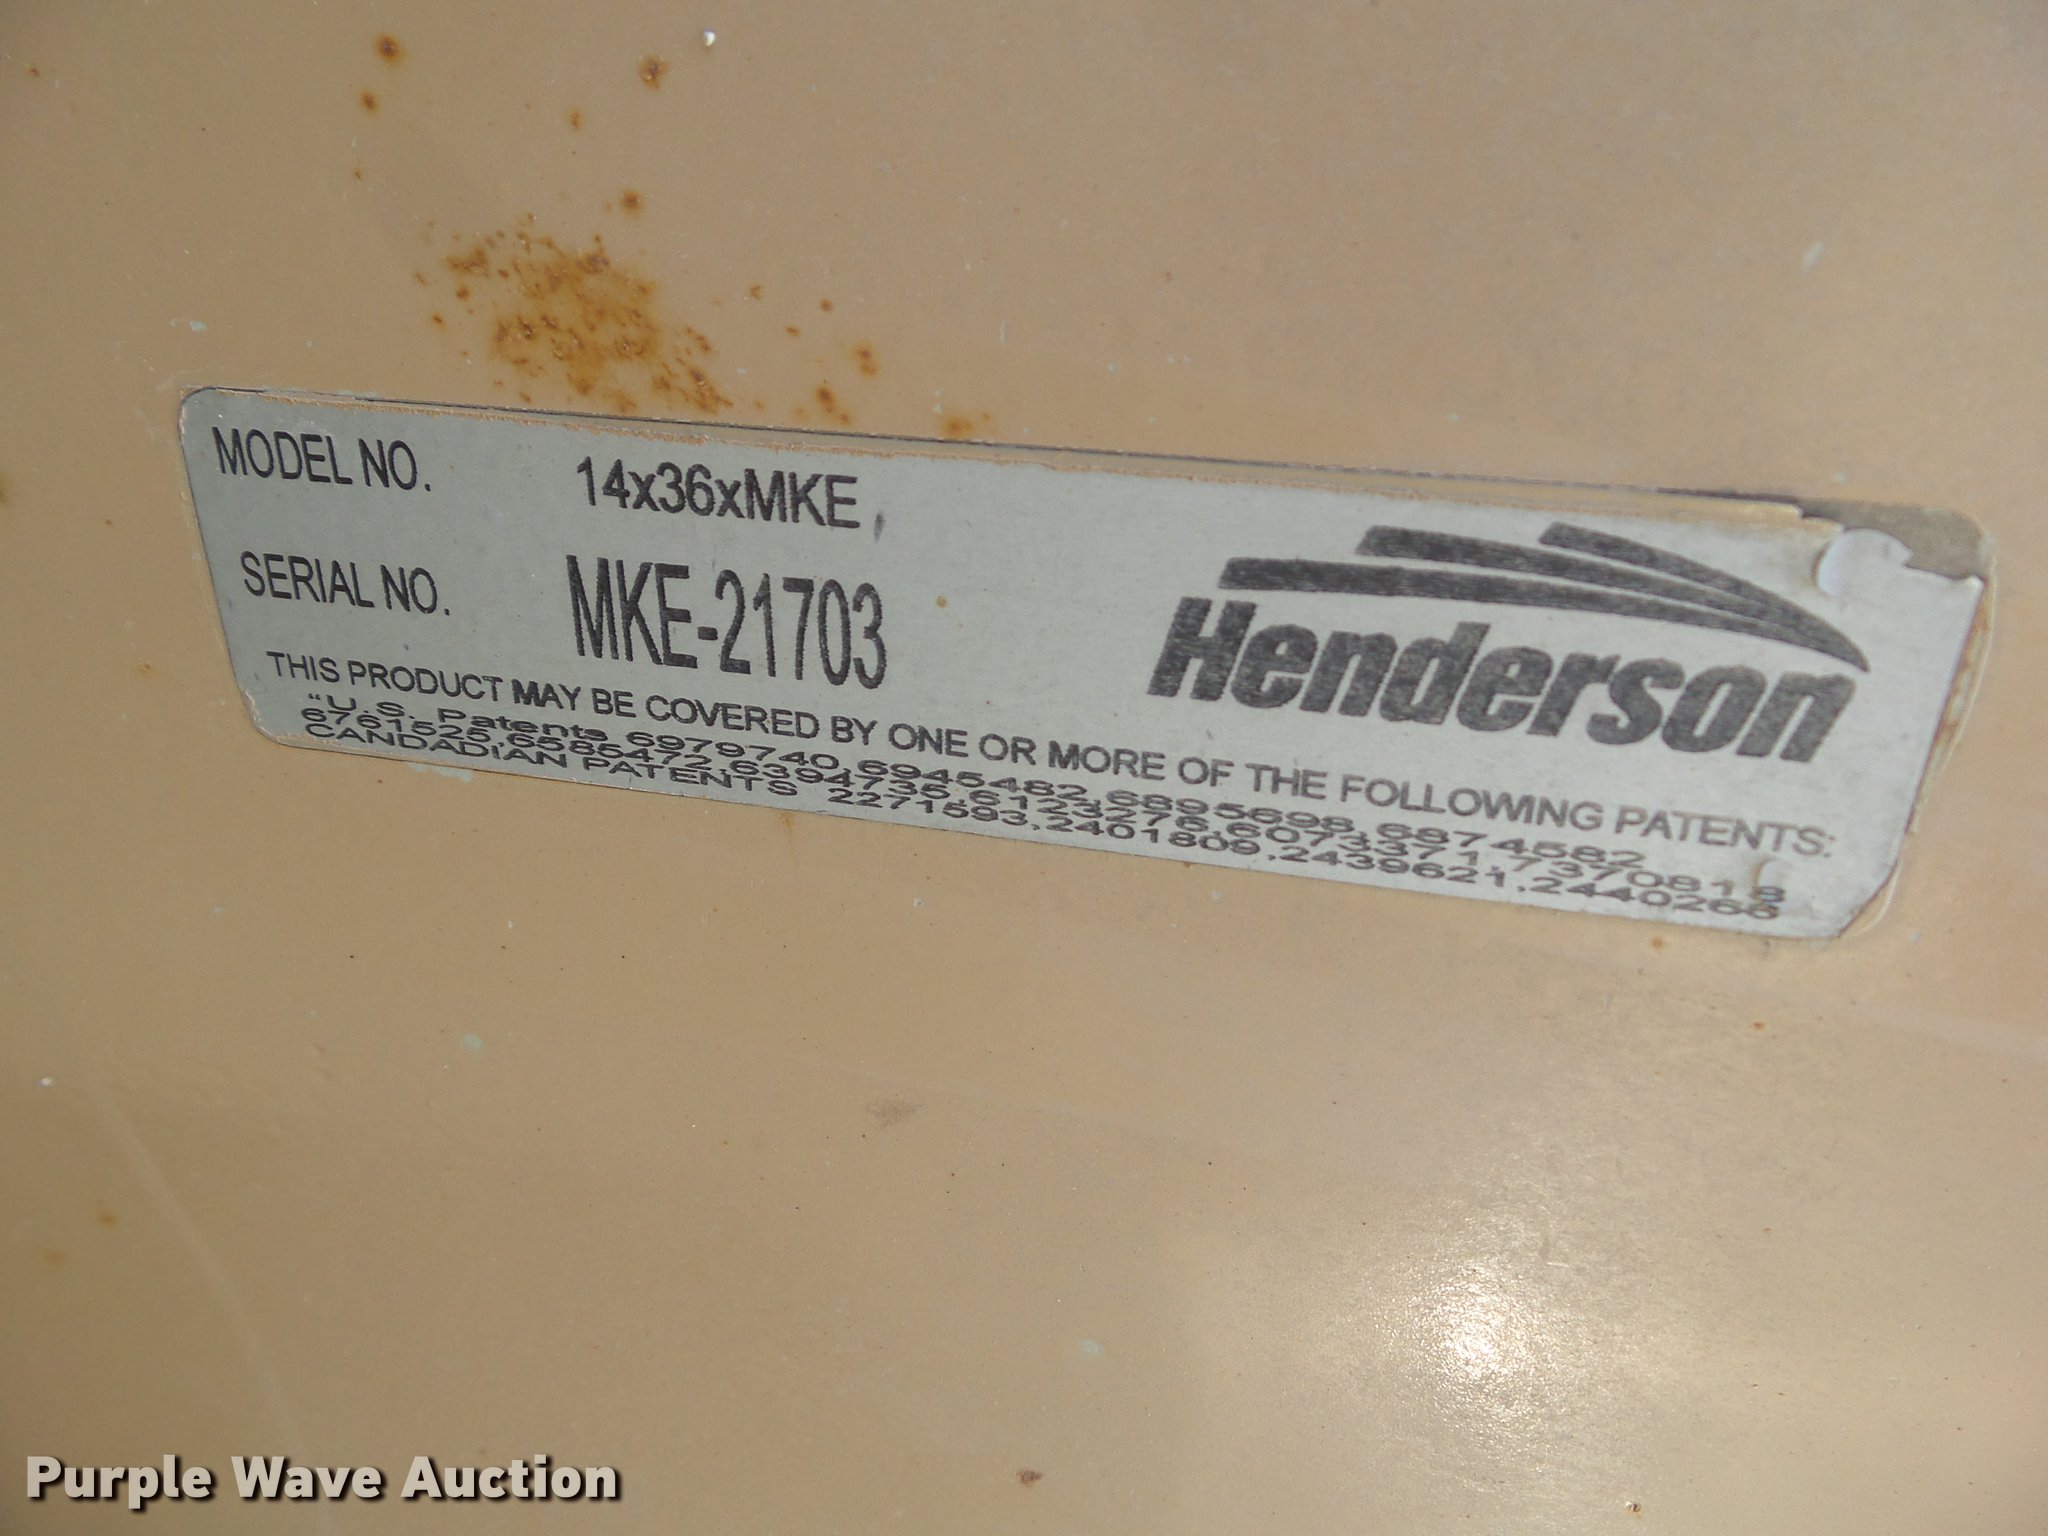 MODEL NO. 14x36xMKE
SERIAL NO. MKE-21703
Henderson
THIS PRODUCT MAY BE COVERED BY ONE OR MORE OF THE FOLLOWING PATENTS:
"U.S. Patents 6979740,6945482,6895698,6874582
6761525,6585472,6394735,6123276,6073371,7370818
CANDADIAN PATENTS 2271593,2401809,2439621,2440266
Purple Wave Auction